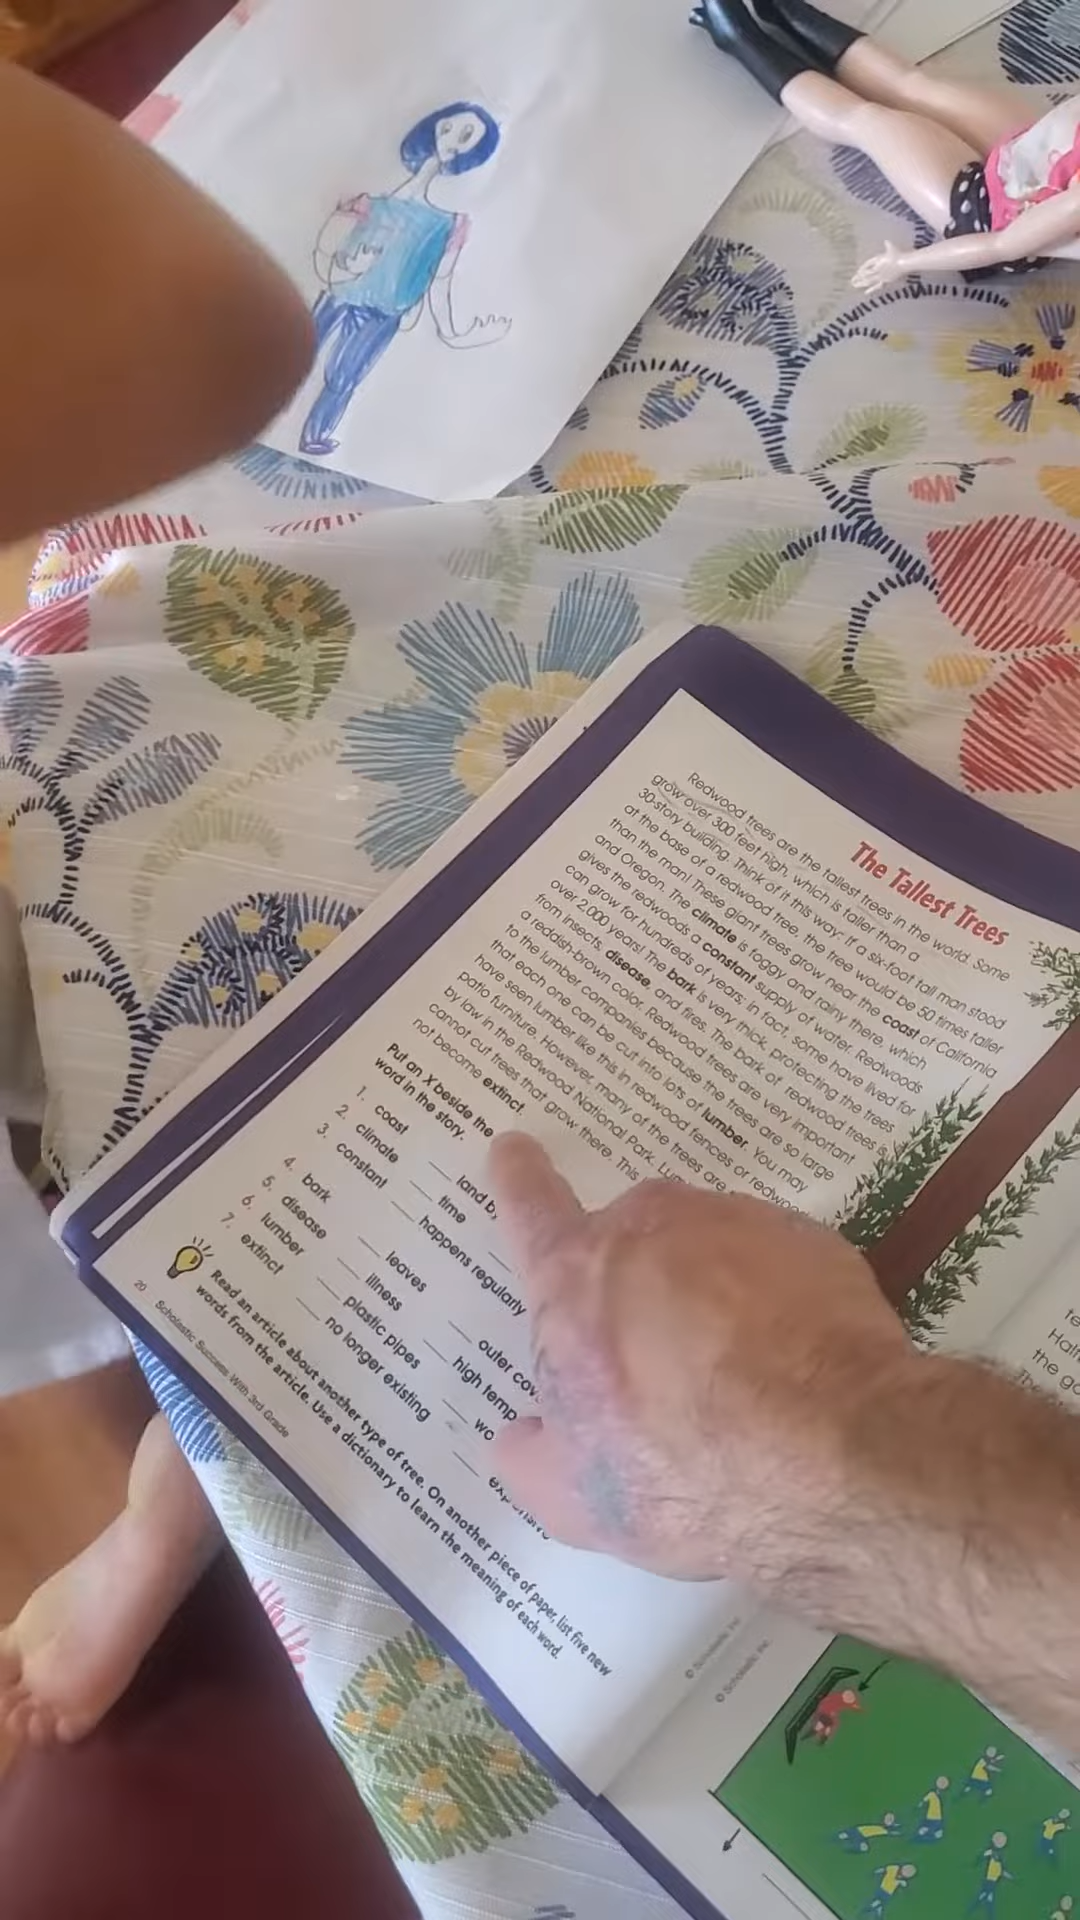 The Tallest Trees
Redwood trees are the tallest trees in the world. Some
grow over 300 feet high, which is taller than a
30-story building. Think of it this way: If a six-foot tall man stood
at the base of a redwood tree, the tree would be 50 times taller
than the man! These giant trees grow near the coast of California
and Oregon. The climate is foggy and rainy there, which
gives the redwoods a constant supply of water. Redwoods
can grow for hundreds of years; in fact, some have lived for
over 2,000 years! The bark is very thick, protecting the trees
from insects, disease, and fires. The bark of redwood trees is
a reddish-brown color. Redwood trees are very important
to the lumber companies because the trees are so large
that each one can be cut into lots of lumber. You may
have seen lumber like this in redwood fences or redwood
patio furniture. However, many of the trees are
by law in the Redwood National Park.
cannot cut trees that grow there. This
not become extinct.
Put an X beside the
word in the story.
1. coast land by
2. climate time
3. constant happens regularly
4. bark leaves outer
5. disease illness high
6. lumber plastic pipes
7. extinct no longer existing
Read an article about another type of tree. On another piece of paper, list five new
words from the article. Use a dictionary to learn the meaning of each word.
20 Scholastic Success With 3rd Grade
© Scholastic Inc.
© Scholastic Inc.
the